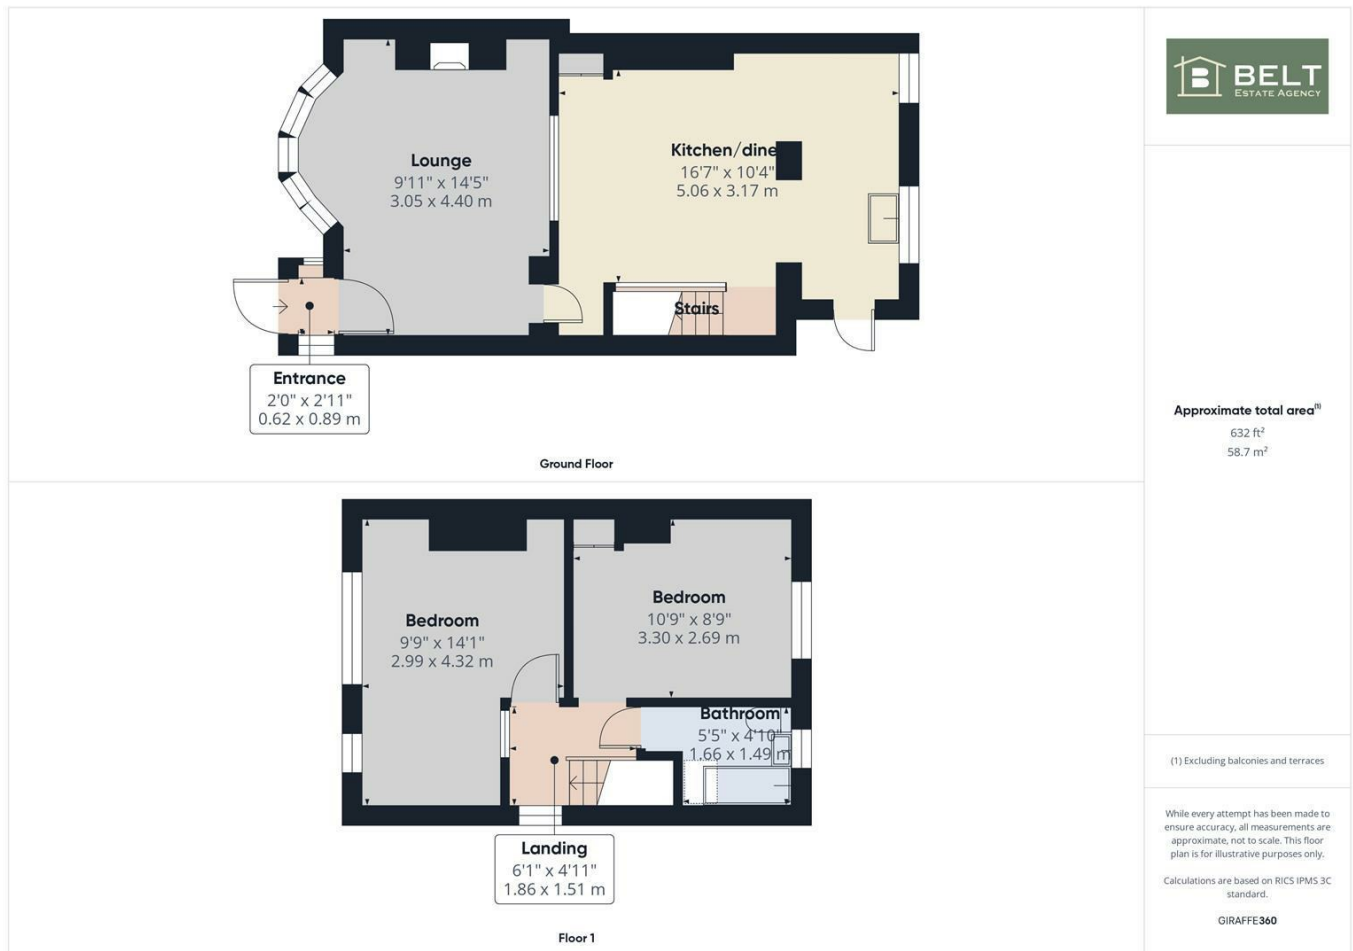 Lounge
9'11" x 14'5"
3.05 x 4.40 m
Kitchen/dine
16'7" x 10'4"
5.06 x 3.17 m
Stairs
Entrance
2'0" x 2'11"
0.62 x 0.89 m
Ground Floor
Bedroom
9'9" x 14'1"
2.99 x 4.32 m
Bedroom
10'9" x 8'9"
3.30 x 2.69 m
Bathroom
5'5" x 4'10"
1.66 x 1.49 m
Landing
6'1" x 4'11"
1.86 x 1.51 m
Floor 1
B BELT
ESTATE AGENCY
Approximate total area(1)
632 ft²
58.7 m²
(1) Excluding balconies and terraces
While every attempt has been made to
ensure accuracy, all measurements are
approximate, not to scale. This floor
plan is for illustrative purposes only.
Calculations are based on RICS IPMS 3C
standard.
GIRAFFE360